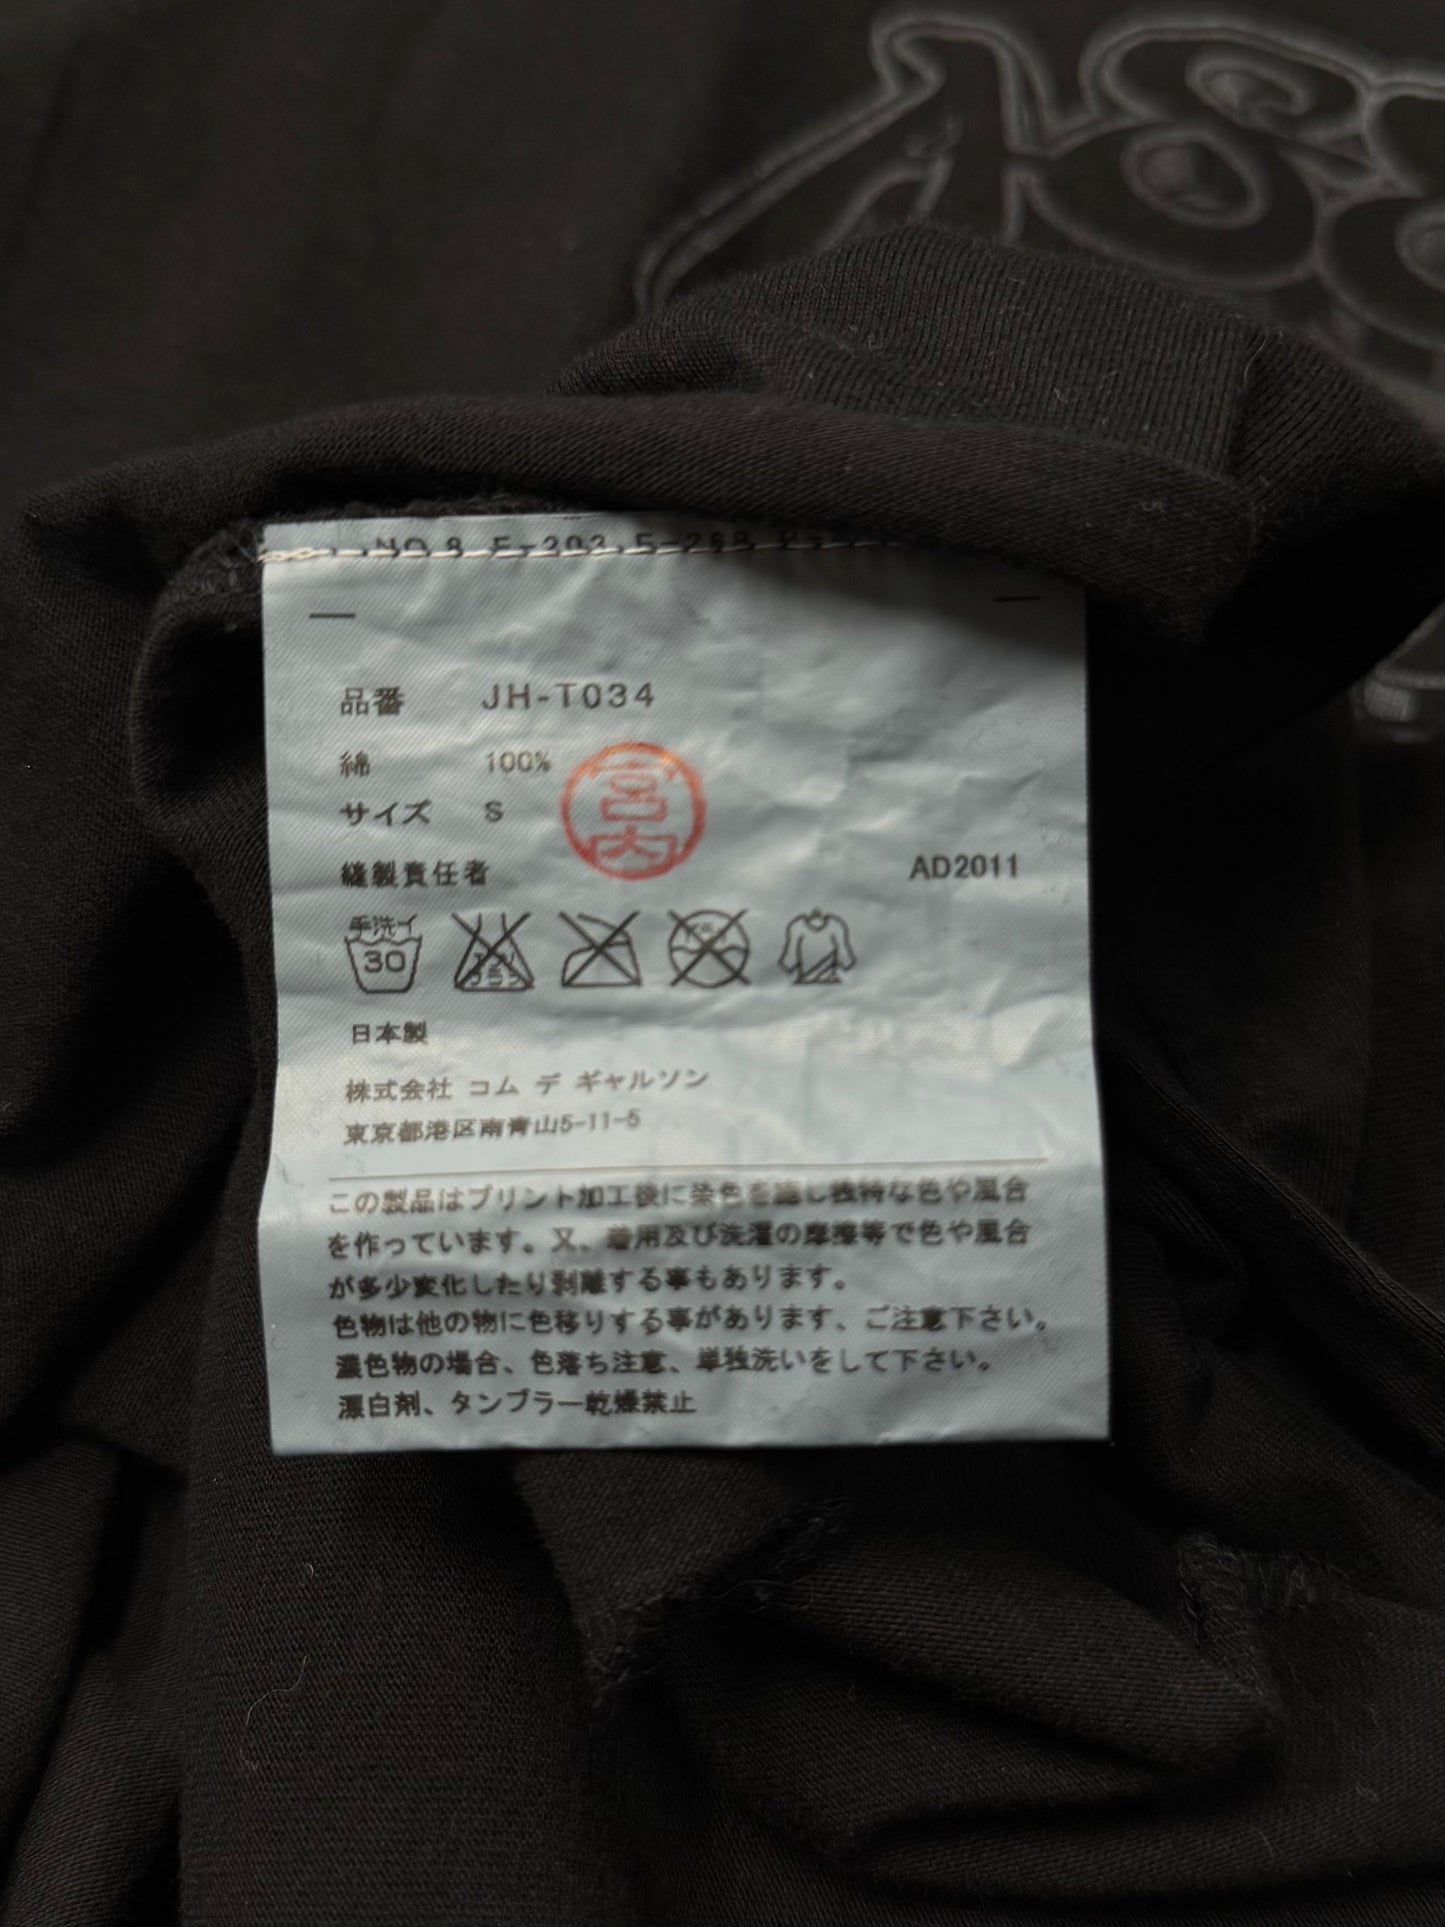 品番 JH-T034
綿 100%
サイズ S
宮内
縫製責任者 AD2011
手洗イ
30
日本製
株式会社 コム デ ギャルソン
東京都港区南青山5-11-5
この製品はプリント加工後に染色を施し独特な色や風合
を作っています。又、着用及び洗濯の摩擦等で色や風合
が多少変化したり剥離する事もあります。
色物は他の物に色移りする事があります、ご注意下さい。
濃色物の場合、色落ち注意、単独洗いをして下さい。
漂白剤、タンブラー乾燥禁止